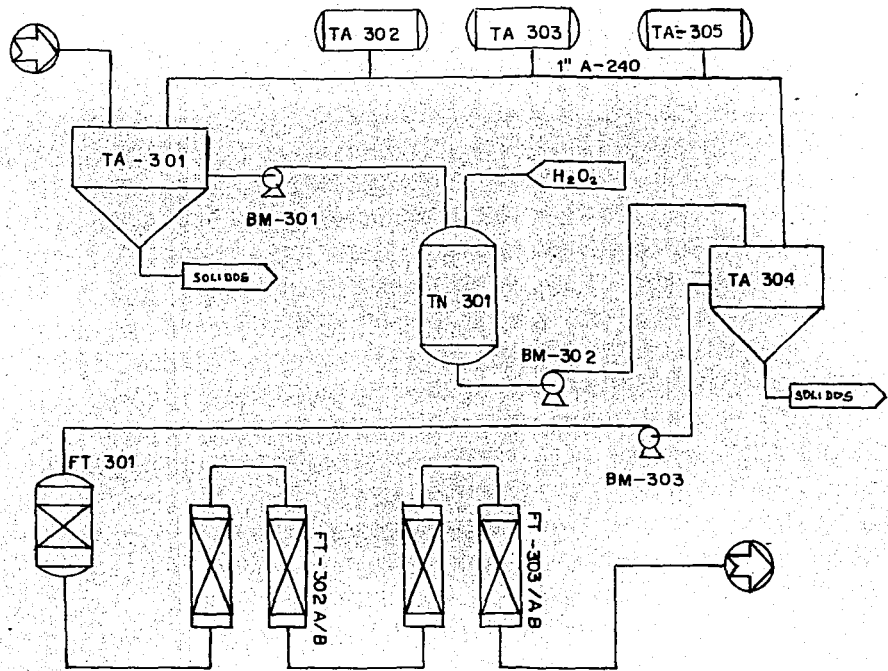 TA 302
TA 303
TA-305
1" A-240
TA-301
BM-301
H₂O₂
SOLIDOS
TN 301
TA 304
BM-302
SOLIDOS
FT 301
BM-303
FT-302 A/B
FT-303/A B